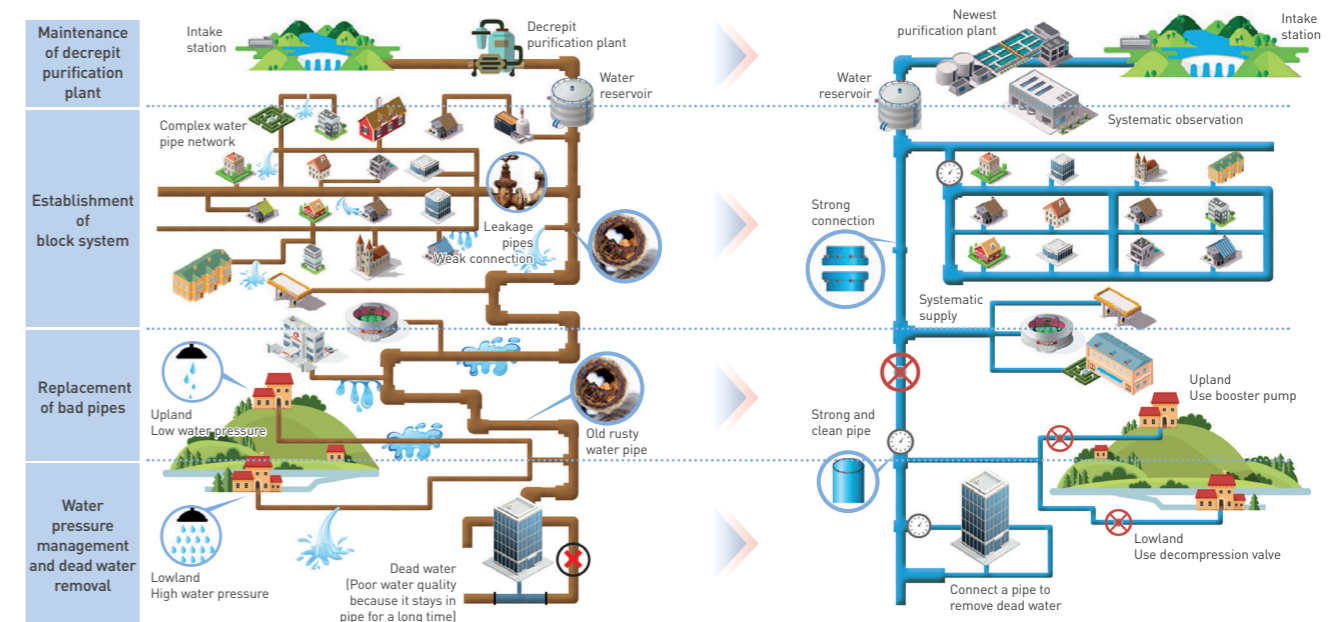 Maintenance
of decrepit
purification
plant
Intake
station
Decrepit
purification plant
Water
reservoir
Newest
purification plant
Intake
station
Water
reservoir
Systematic observation
Establishment
of
block system
Complex water
pipe network
Leakage
pipes
Weak connection
Strong
connection
Systematic
supply
Replacement
of bad pipes
Upland
Low water pressure
Old rusty
water pipe
Strong and
clean pipe
Upland
Use booster pump
Water
pressure
management
and dead water
removal
Lowland
High water pressure
Dead water
(Poor water quality
because it stays in
pipe for a long time)
Lowland
Use decompression valve
Connect a pipe to
remove dead water